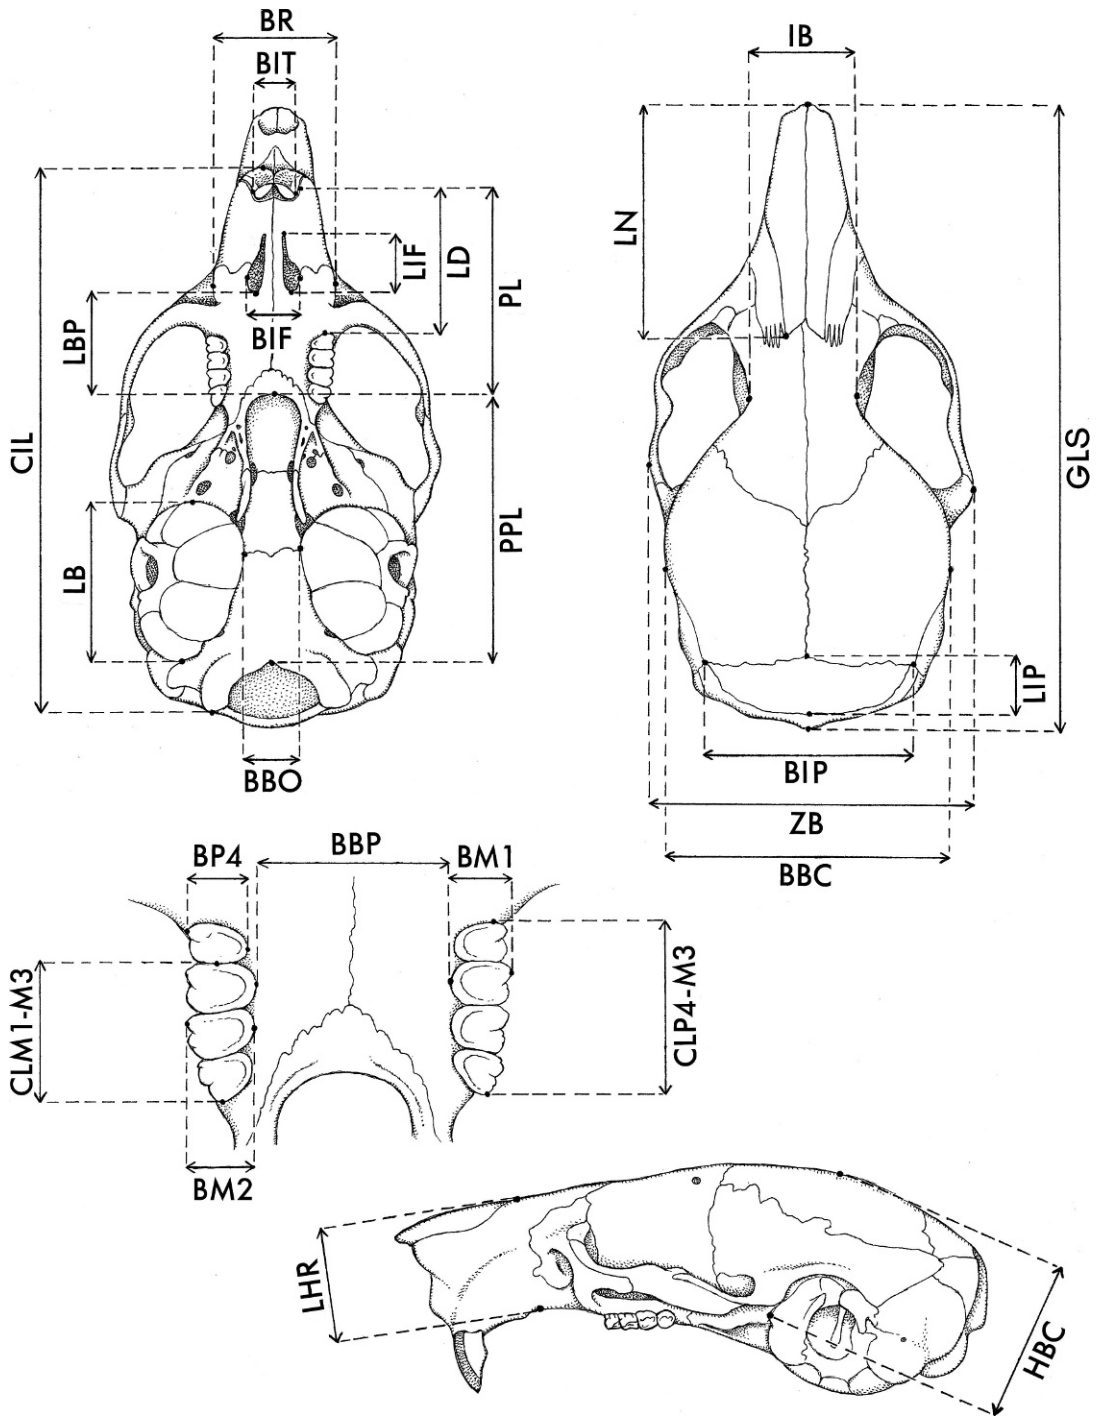 BR
BIT
IB
LN
LIF
LD
PL
LBP
BIF
CIL
GLS
LB
PPL
LIP
BBO
BIP
ZB
BBC
BP4
BBP
BM1
CLM1-M3
CLP4-M3
BM2
LHR
HBC